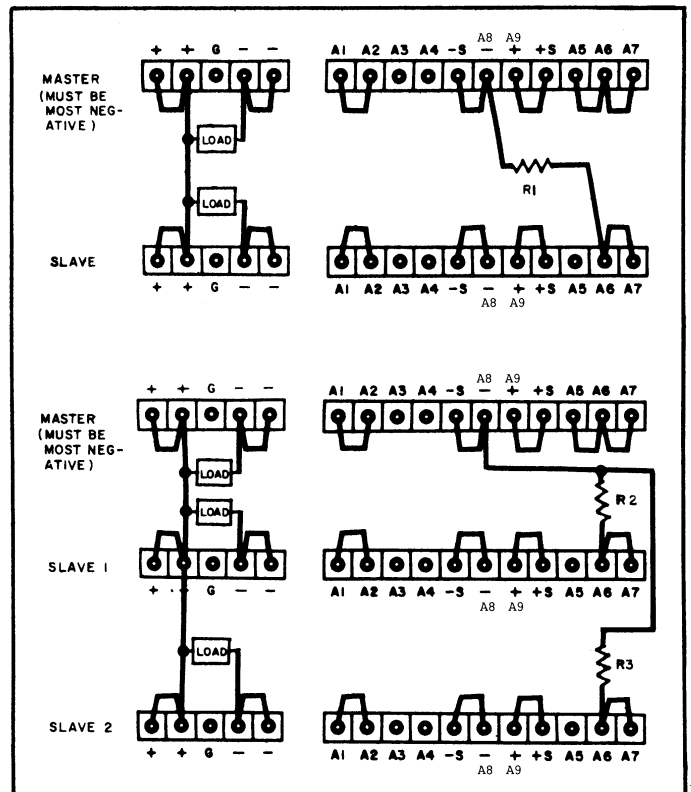 A8 A9
+ + G - - A1 A2 A3 A4 -S - + +S A5 A6 A7
MASTER
(MUST BE
MOST NEG-
ATIVE)
LOAD
R1
LOAD
SLAVE
+ + G - - A1 A2 A3 A4 -S - + +S A5 A6 A7
A8 A9
A8 A9
+ + G - - A1 A2 A3 A4 -S - + +S A5 A6 A7
MASTER
(MUST BE
MOST NEG-
ATIVE)
LOAD
R2
LOAD
SLAVE 1
+ + G - - A1 A2 A3 A4 -S - + +S A5 A6 A7
A8 A9
LOAD
R3
SLAVE 2
+ + G - - A1 A2 A3 A4 -S - + +S A5 A6 A7
A8 A9